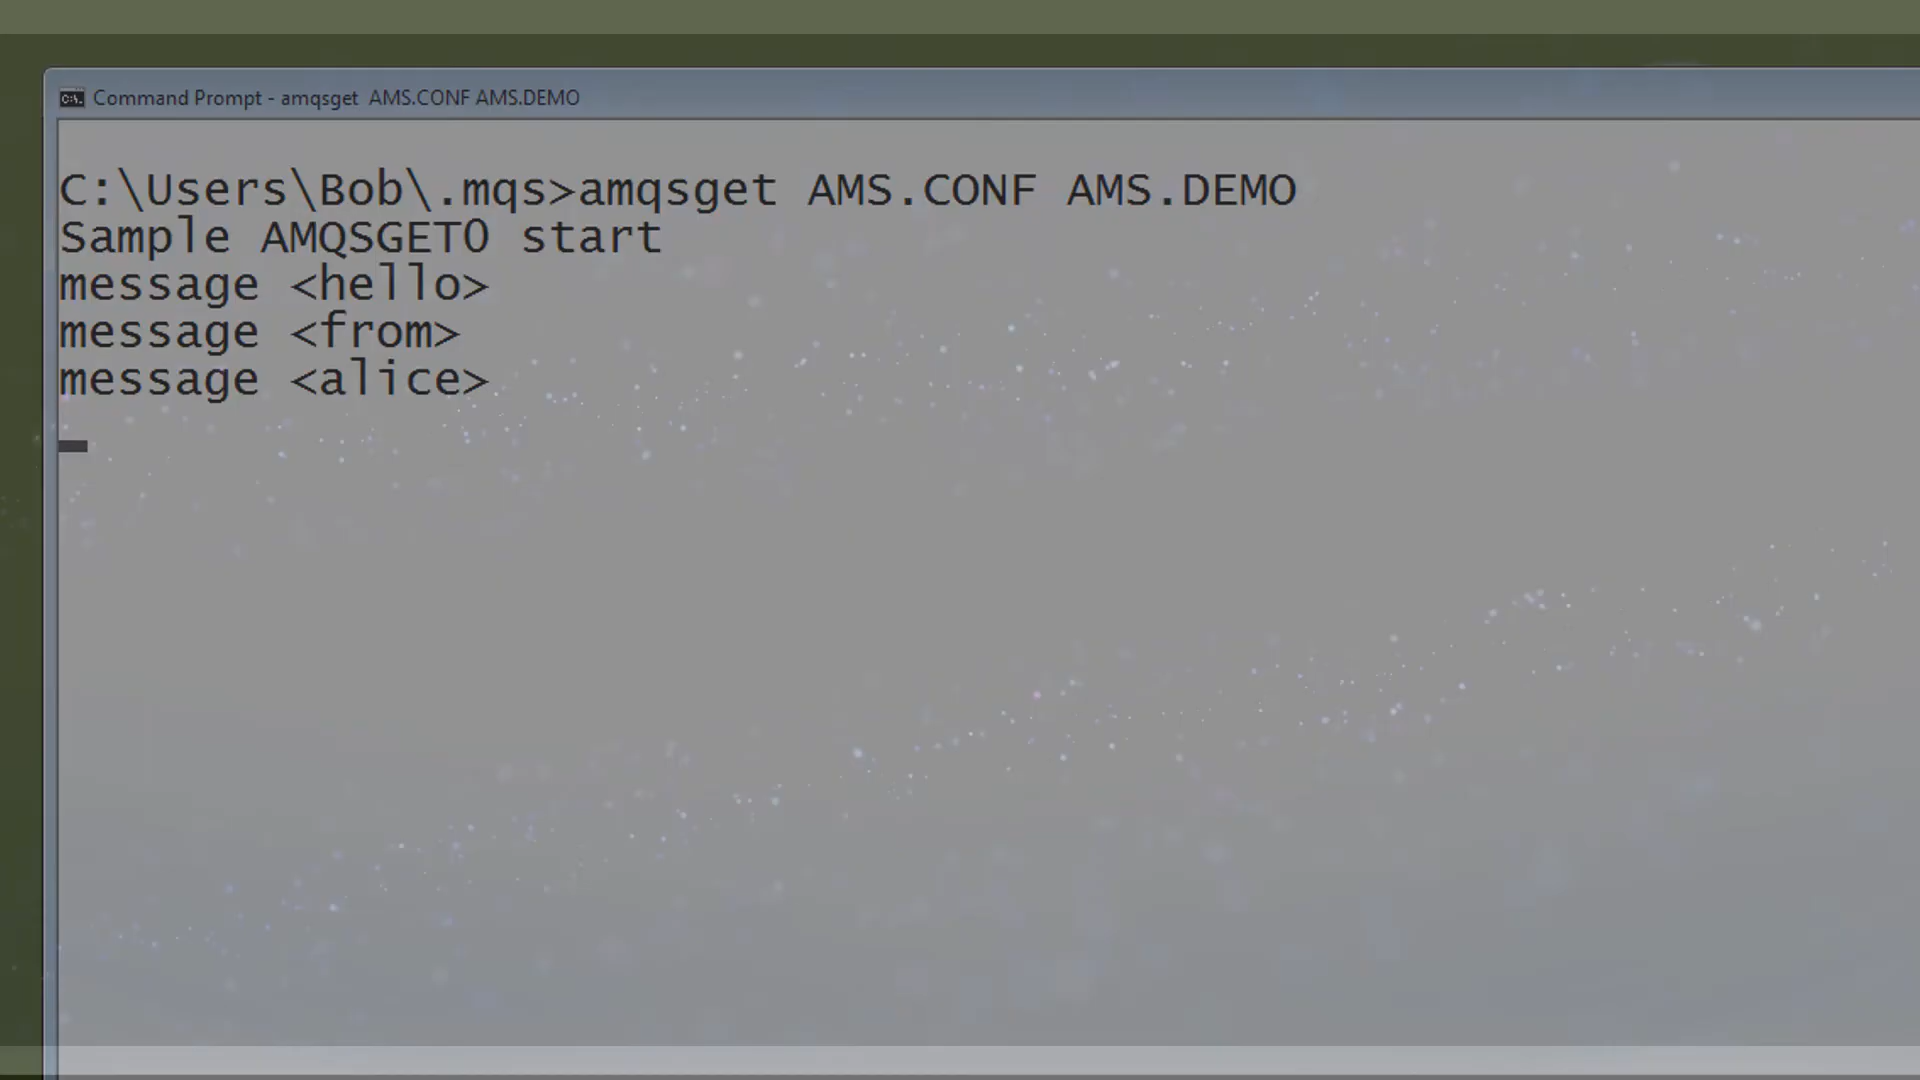 Command Prompt - amqsget AMS.CONF AMS.DEMO
C:\Users\Bob\.mqs>amqsget AMS.CONF AMS.DEMO
Sample AMQSGET0 start
message <hello>
message <from>
message <alice>